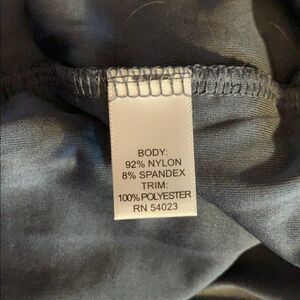 BODY:
92% NYLON
8% SPANDEX
TRIM:
100% POLYESTER
RN 54023